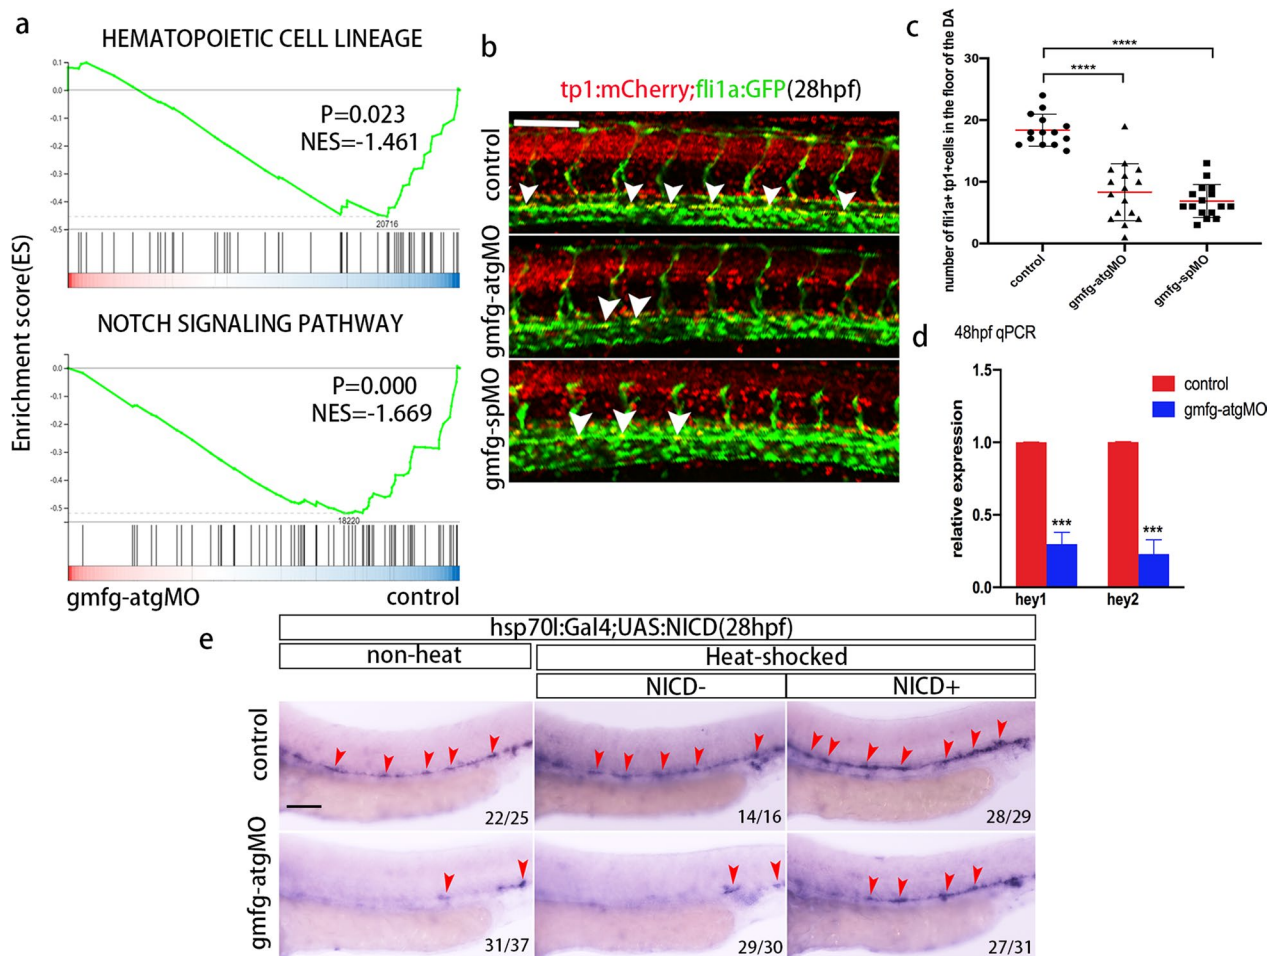 a
HEMATOPOIETIC CELL LINEAGE
0.1
0.0
-0.1
-0.2
-0.3
-0.4
-0.5
P=0.023
NES=-1.461
20716
NOTCH SIGNALING PATHWAY
0.0
-0.1
-0.2
-0.3
-0.4
-0.5
P=0.000
NES=-1.669
18220
Enrichment score(ES)
gmfg-atgMO control
b
tp1:mCherry;fli1a:GFP(28hpf)
control
gmfg-atgMO
gmfg-spMO
c
number of fli1a+ tp1+cells in the floor of the DA
30
20
10
0
****
****
control
gmfg-atgMO
gmfg-spMO
d
48hpf qPCR
relative expression
1.5
1.0
0.5
0.0
control
gmfg-atgMO
***
***
hey1 hey2
e
hsp70l:Gal4;UAS:NICD(28hpf)
non-heat Heat-shocked
NICD- NICD+
control
22/25 14/16 28/29
gmfg-atgMO
31/37 29/30 27/31